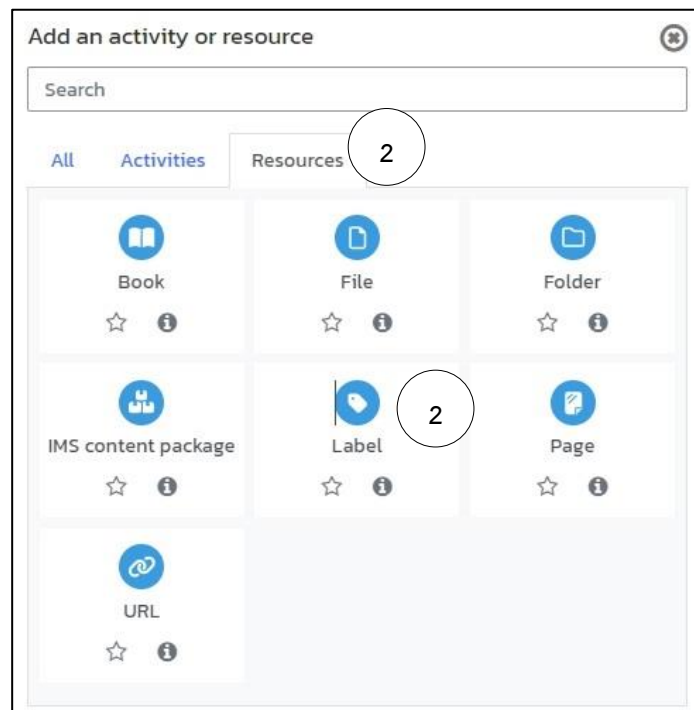 Add an activity or resource
Search
All Activities Resources 2
Book File Folder
2
IMS content package Label Page
URL